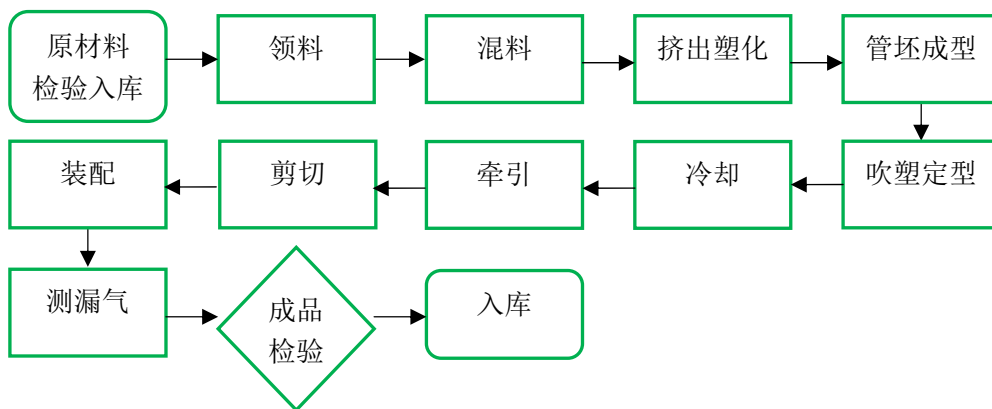 原材料
检验入库
领料
混料
挤出塑化
管坯成型
吹塑定型
冷却
牵引
剪切
装配
测漏气
成品
检验
入库